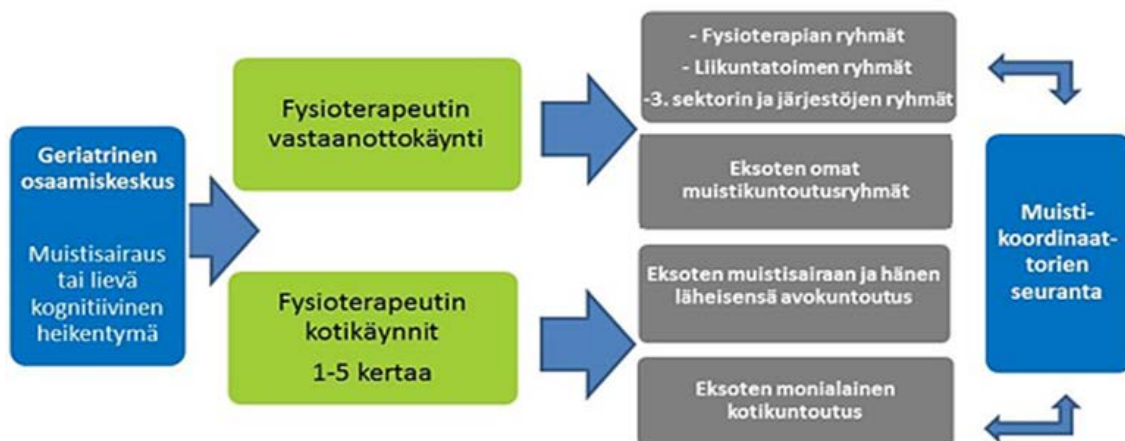 Geriatrinen
osaamiskeskus
Muistisairaus
tai lievä
kognitiivinen
heikentymä
Fysioterapeutin
vastaanottokäynti
Fysioterapeutin
kotikäynnit
1-5 kertaa
- Fysioterapian ryhmät
- Liikuntatoimen ryhmät
-3. sektorin ja järjestöjen ryhmät
Eksoten omat
muistikuntoutusryhmät
Eksoten muistisairaan ja hänen
läheisensä avokuntoutus
Eksoten monialainen
kotikuntoutus
Muisti-
koordinaat-
torien
seuranta